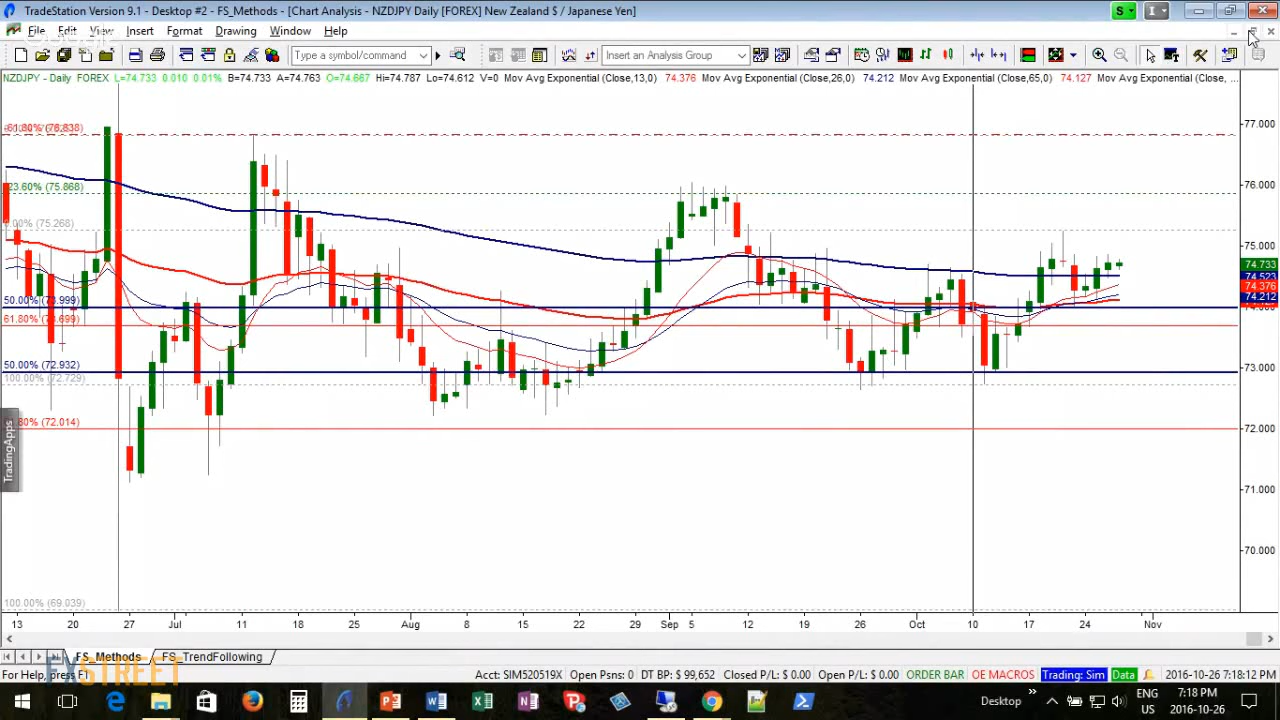 TradeStation Version 9.1 - Desktop #2 - FS_Methods - [Chart Analysis - NZDJPY Daily [FOREX] New Zealand $ / Japanese Yen]
S I
File Edit View Insert Format Drawing Window Help
Type a symbol/command Insert an Analysis Group
NZDJPY - Daily FOREX L=74.733 0.010 0.01% B=74.733 A=74.763 O=74.667 Hi=74.787 Lo=74.612 V=0 Mov Avg Exponential (Close,13,0) 74.376 Mov Avg Exponential (Close,26,0) 74.212 Mov Avg Exponential (Close,65,0) 74.127 Mov Avg Exponential (Close, ...
77.000
76.000
23.60% (75.868)
0.00% (75.268)
75.000
74.733
74.523
74.376
74.212
50.00% (73.999)
61.80% (73.699)
50.00% (72.932)
73.000
100.00% (72.729)
61.80% (72.014)
72.000
TradingApps
71.000
70.000
100.00% (69.039)
13 20 27 Jul 11 18 25 Aug 8 15 22 29 Sep 5 12 19 26 Oct 10 17 24 Nov
FS_Methods FS_TrendFollowing
FXSTREET
For Help, press F1 Acct: SIM520519X Open Psns: 0 DT BP: $ 99,652 Closed P/L: $ 0.00 Open P/L: $ 0.00 ORDER BAR OE MACROS Trading: Sim Data 2016-10-26 7:18:12 PM
Desktop ENG US 7:18 PM 2016-10-26